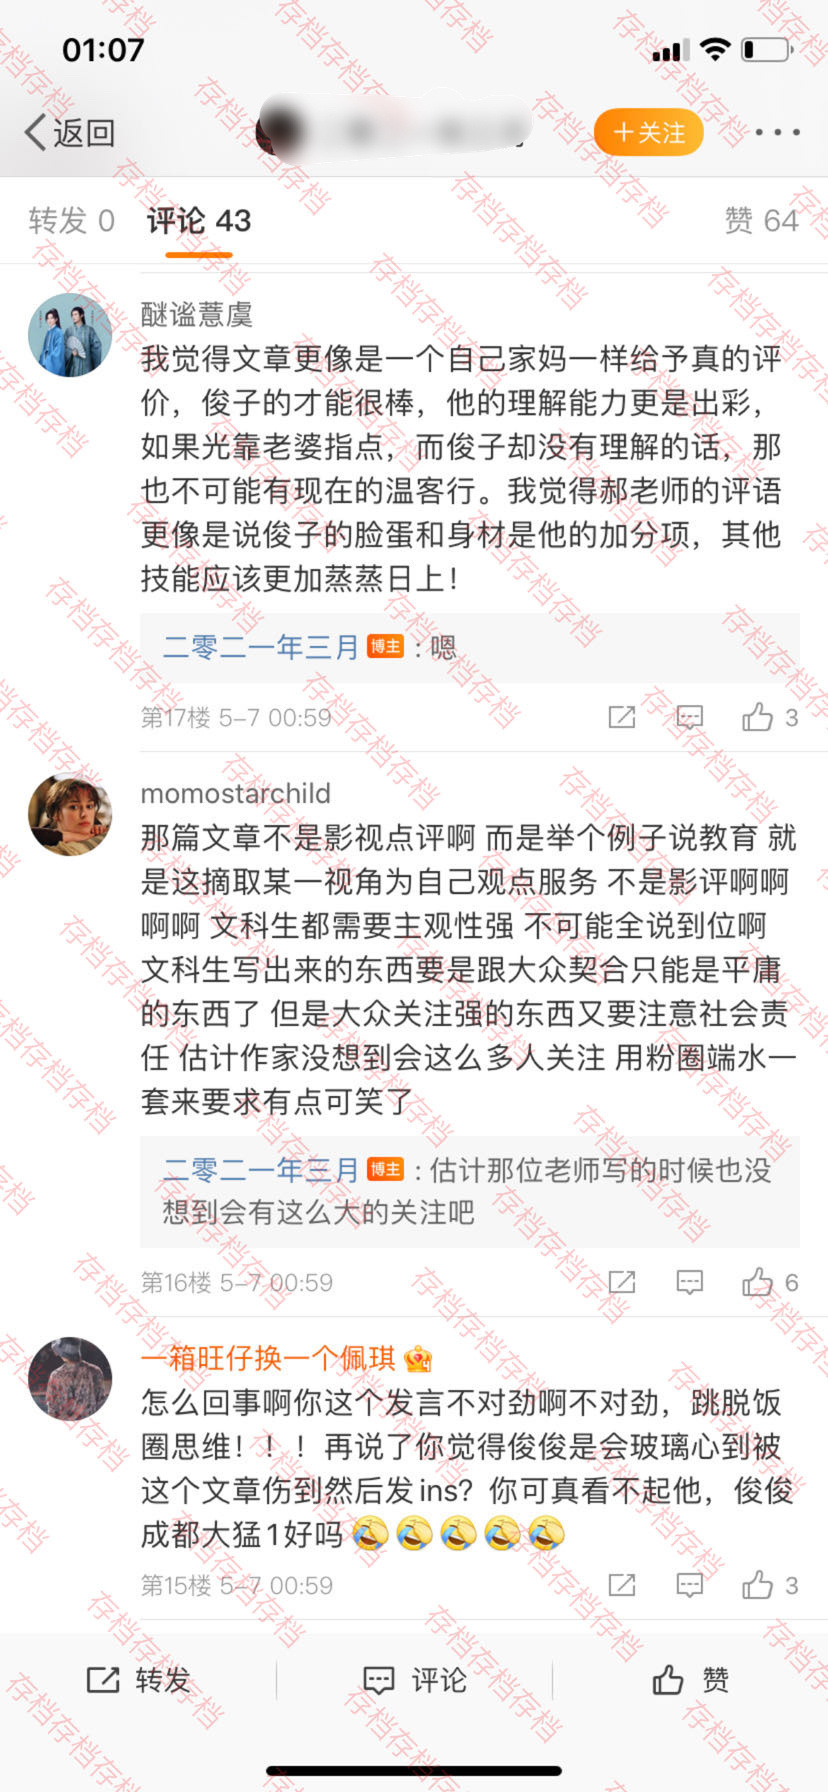 01:07
返回
+关注
转发 0
评论 43
赞 64
醚谧薏虞
我觉得文章更像是一个自己家妈一样给予真的评
价，俊子的才能很棒，他的理解能力更是出彩，
如果光靠老婆指点，而俊子却没有理解的话，那
也不可能有现在的温客行。我觉得郝老师的评语
更像是说俊子的脸蛋和身材是他的加分项，其他
技能应该更加蒸蒸日上！
二零二一年三月 博主 : 嗯
第17楼 5-7 00:59
3
momostarchild
那篇文章不是影视点评啊 而是举个例子说教育 就
是这摘取某一视角为自己观点服务 不是影评啊啊
啊啊 文科生都需要主观性强 不可能全说到位啊
文科生写出来的东西要是跟大众契合只能是平庸
的东西了 但是大众关注强的东西又要注意社会责
任 估计作家没想到会这么多人关注 用粉圈端水一
套来要求有点可笑了
二零二一年三月 博主 : 估计那位老师写的时候也没
想到会有这么大的关注吧
第16楼 5-7 00:59
6
一箱旺仔换一个佩琪
怎么回事啊你这个发言不对劲啊不对劲，跳脱饭
圈思维！！！再说了你觉得俊俊是会玻璃心到被
这个文章伤到然后发ins？你可真看不起他，俊俊
成都大猛1好吗🤣🤣🤣🤣🤣
第15楼 5-7 00:59
3
转发
评论
赞
存档存档存档